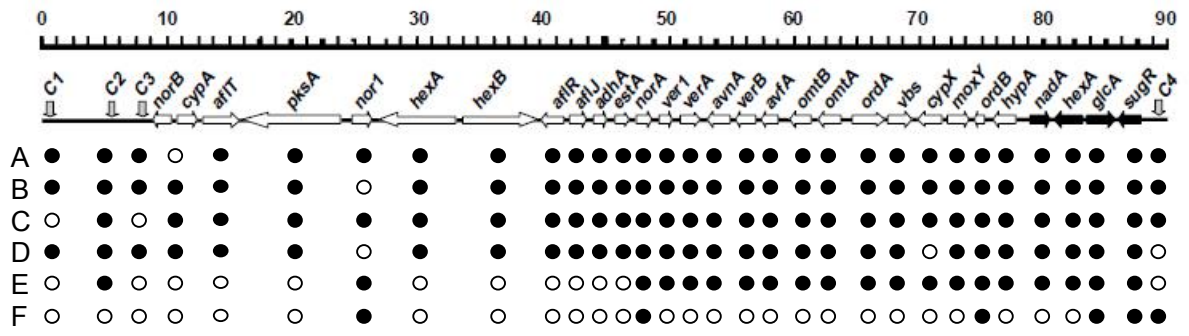 0 10 20 30 40 50 60 70 80 90
C1 C2 C3 norB cypA aflT pksA nor1 hexA hexB aflR aflJ adhA estA norA ver1 verA avnA verB avfA omtB omtA ordA vbs cypX moxY ordB hypA nadA hexA glcA sugR C4
A
B
C
D
E
F